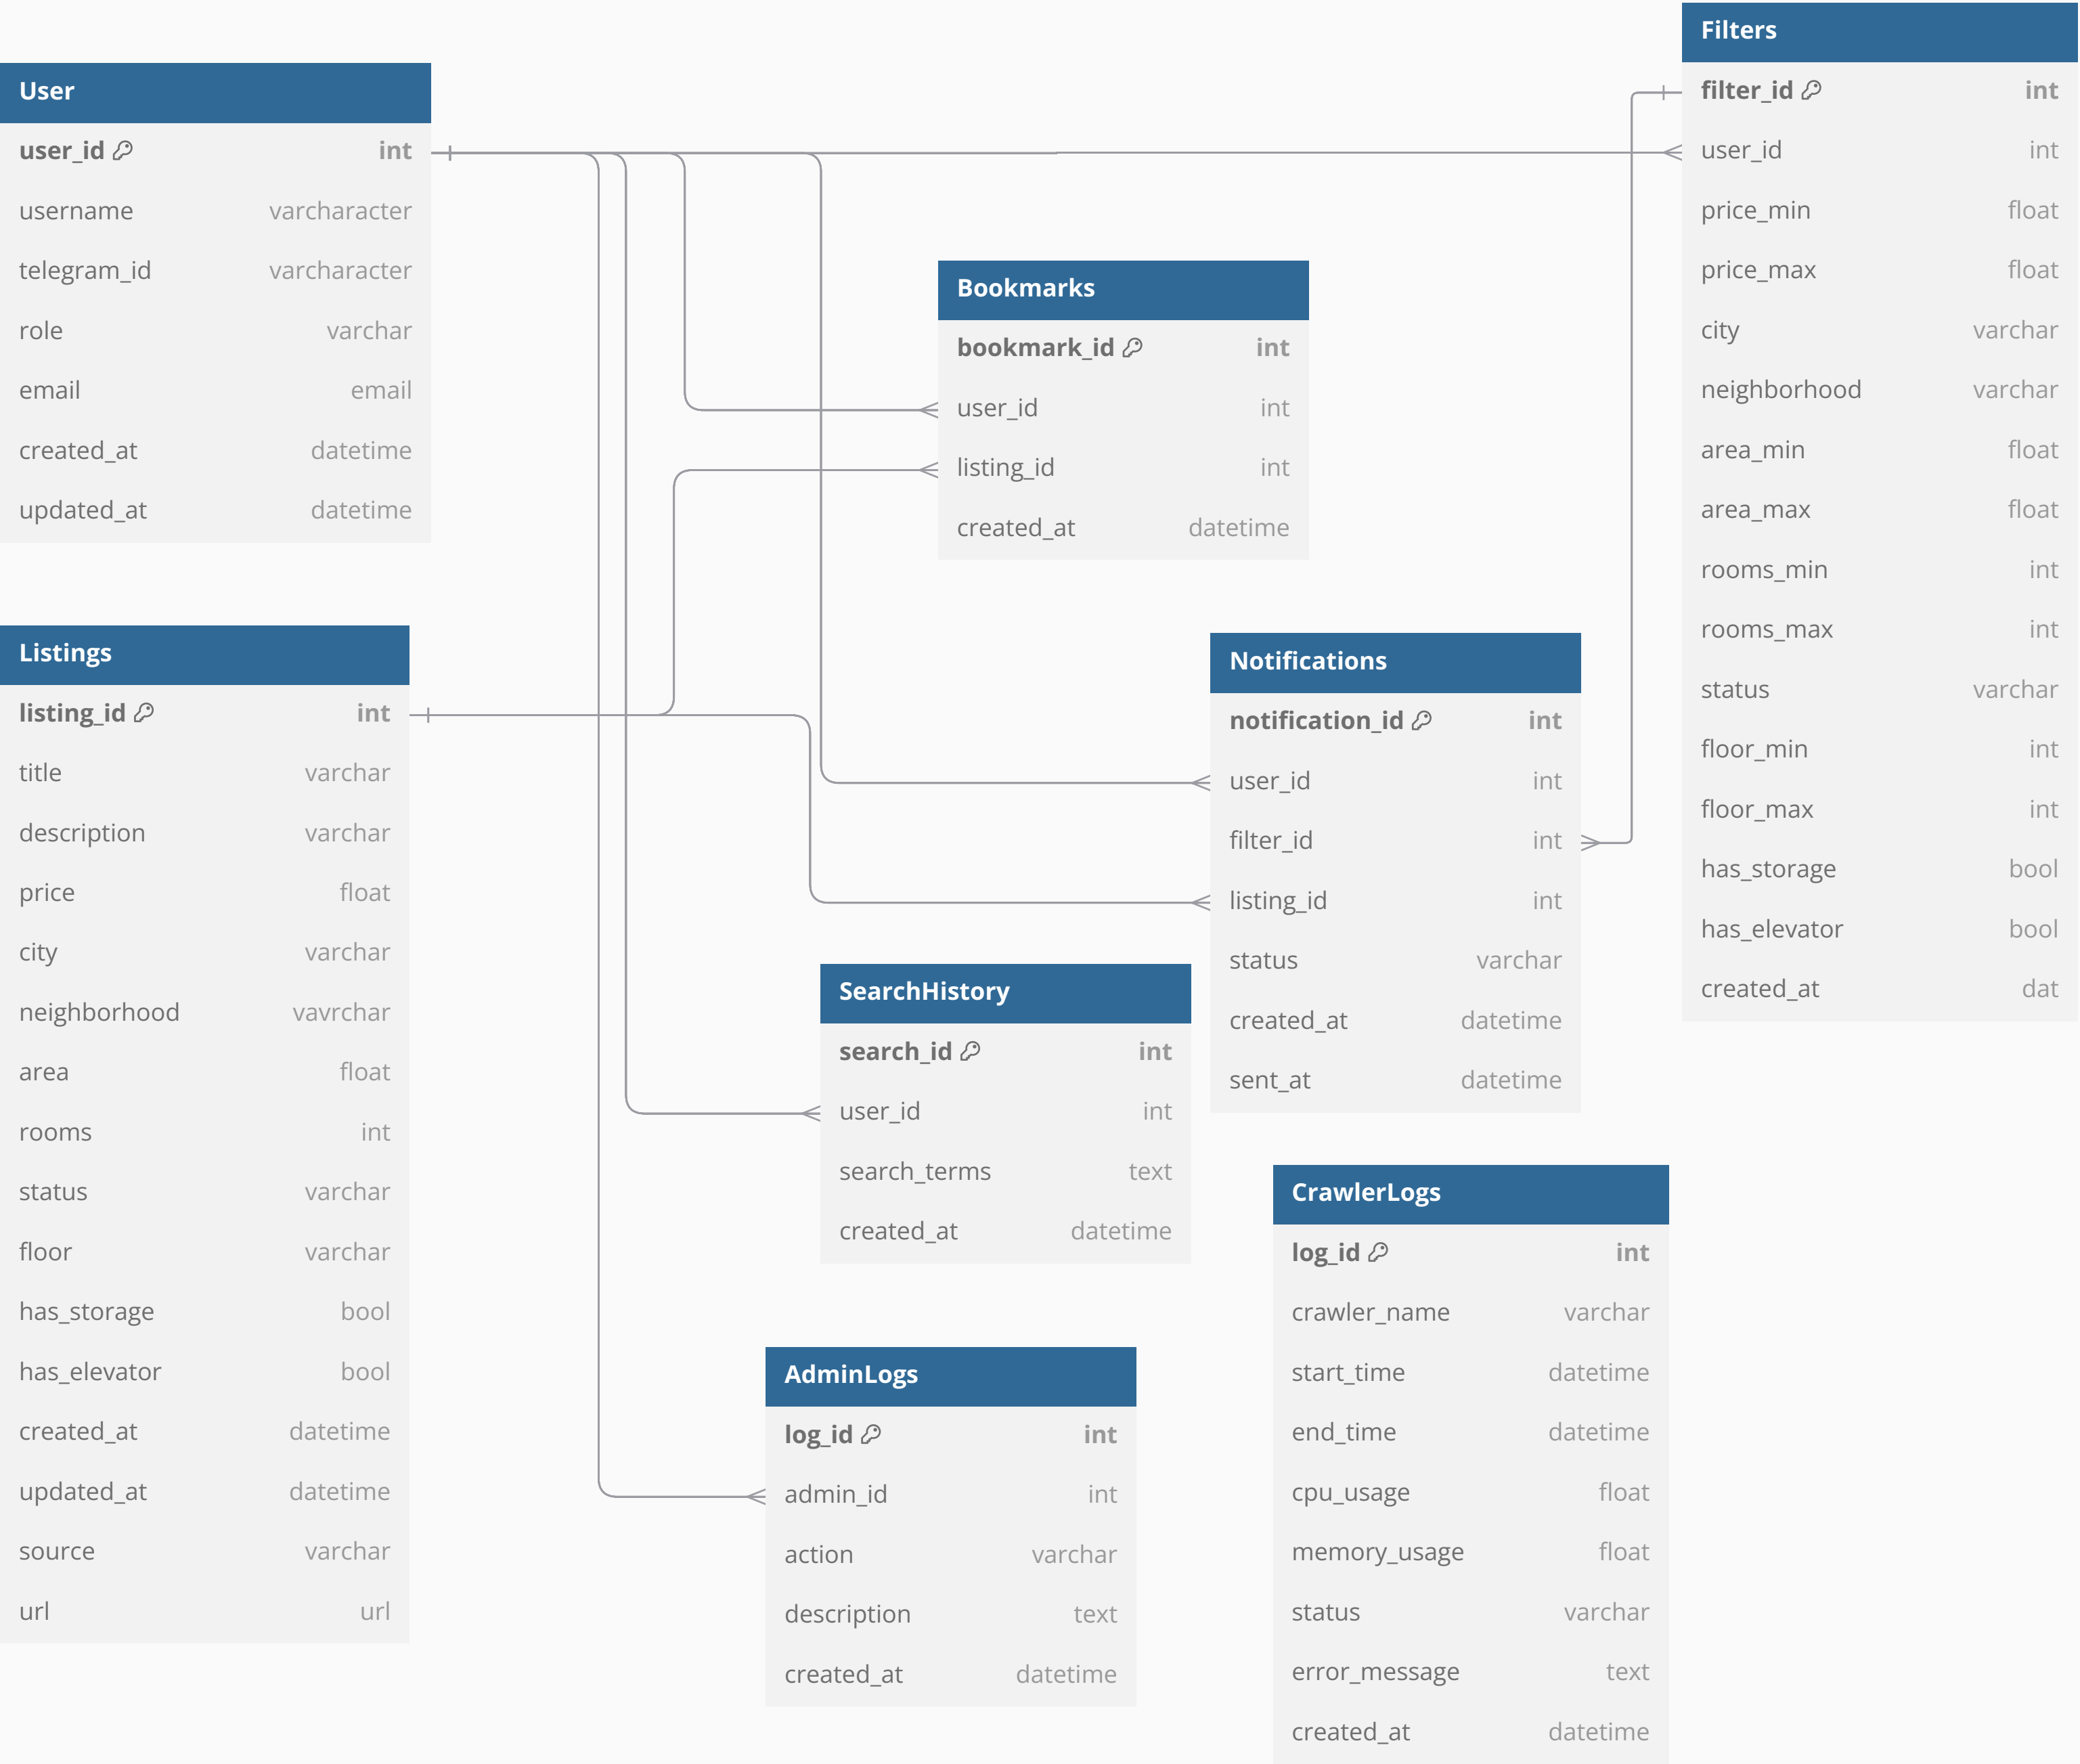 User
user_id int
username varcharacter
telegram_id varcharacter
role varchar
email email
created_at datetime
updated_at datetime
Listings
listing_id int
title varchar
description varchar
price float
city varchar
neighborhood vavrchar
area float
rooms int
status varchar
floor varchar
has_storage bool
has_elevator bool
created_at datetime
updated_at datetime
source varchar
url url
Bookmarks
bookmark_id int
user_id int
listing_id int
created_at datetime
Notifications
notification_id int
user_id int
filter_id int
listing_id int
status varchar
created_at datetime
sent_at datetime
SearchHistory
search_id int
user_id int
search_terms text
created_at datetime
AdminLogs
log_id int
admin_id int
action varchar
description text
created_at datetime
CrawlerLogs
log_id int
crawler_name varchar
start_time datetime
end_time datetime
cpu_usage float
memory_usage float
status varchar
error_message text
created_at datetime
Filters
filter_id int
user_id int
price_min float
price_max float
city varchar
neighborhood varchar
area_min float
area_max float
rooms_min int
rooms_max int
status varchar
floor_min int
floor_max int
has_storage bool
has_elevator bool
created_at dat